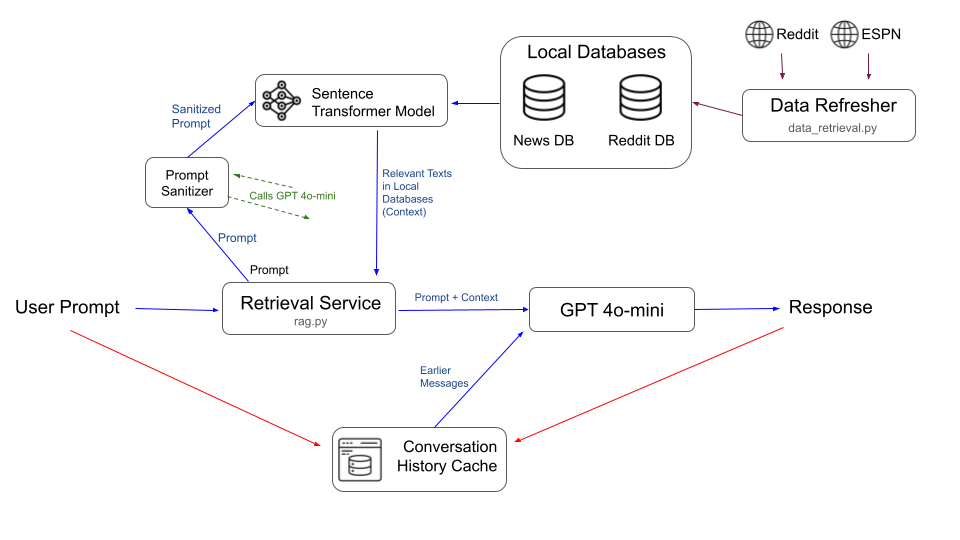 Reddit
ESPN
Local Databases
News DB
Reddit DB
Data Refresher
data_retrieval.py
Sentence
Transformer Model
Sanitized
Prompt
Prompt
Sanitizer
Calls GPT 4o-mini
Relevant Texts
in Local
Databases
(Context)
Prompt
Prompt
User Prompt
Retrieval Service
rag.py
Prompt + Context
GPT 4o-mini
Response
Earlier
Messages
Conversation
History Cache